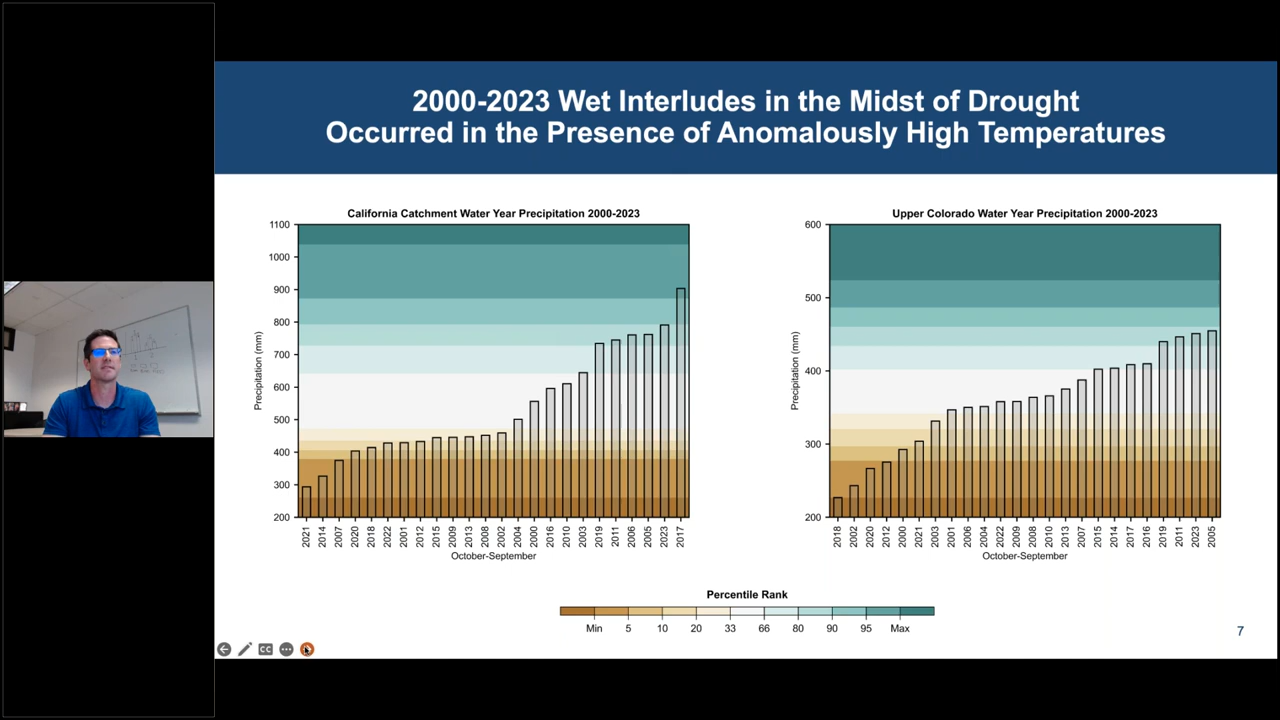 2000-2023 Wet Interludes in the Midst of Drought
Occurred in the Presence of Anomalously High Temperatures
California Catchment Water Year Precipitation 2000-2023
Precipitation (mm)
1100
1000
900
800
700
600
500
400
300
200
2021 2014 2007 2020 2018 2022 2001 2012 2015 2009 2013 2008 2002 2004 2000 2016 2010 2003 2019 2011 2006 2005 2023 2017
October-September
Upper Colorado Water Year Precipitation 2000-2023
Precipitation (mm)
600
500
400
300
200
2018 2002 2020 2012 2000 2021 2003 2001 2006 2004 2022 2009 2008 2010 2013 2007 2015 2014 2017 2016 2019 2011 2023 2005
October-September
Percentile Rank
Min 5 10 20 33 66 80 90 95 Max
7
CC